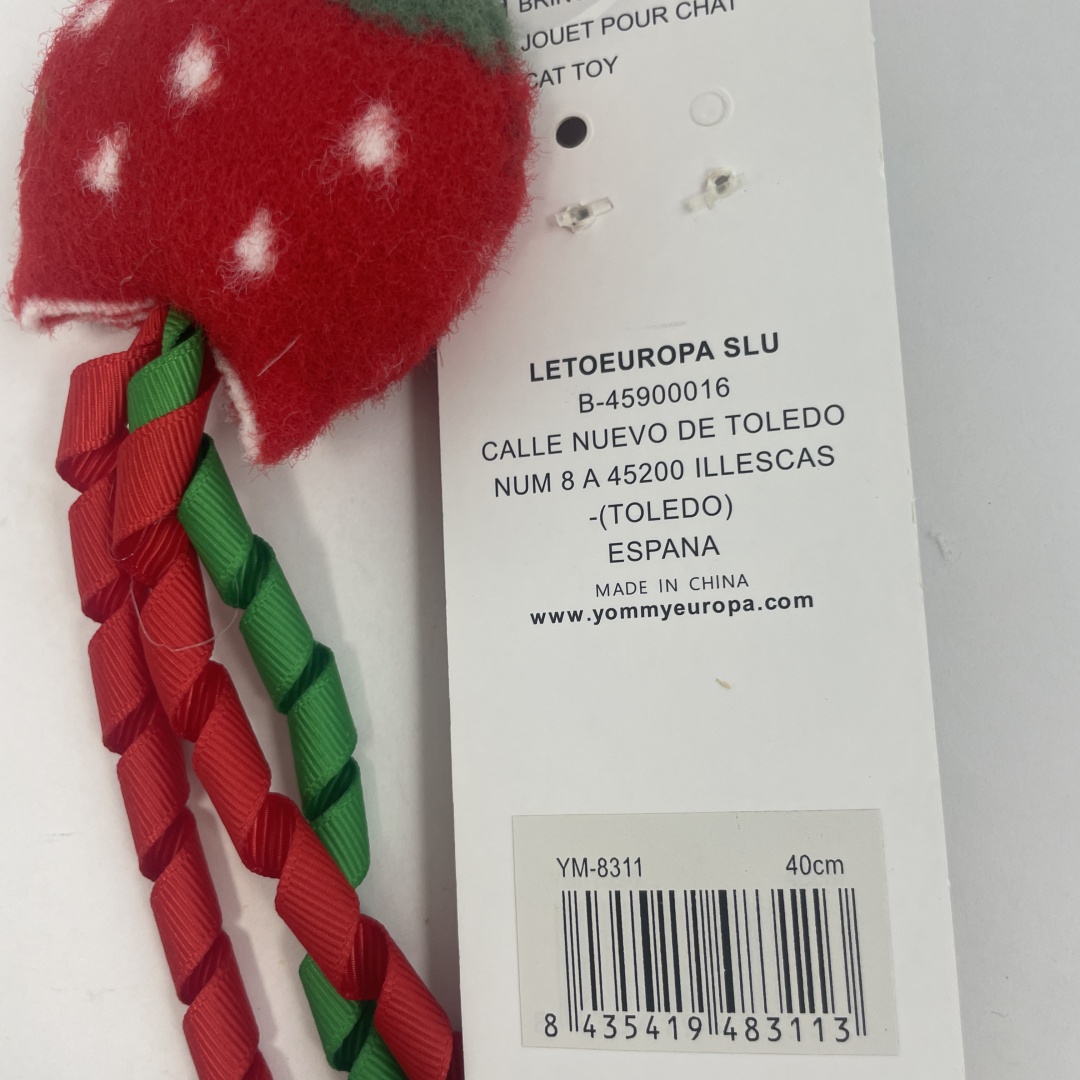 JOUET POUR CHAT
CAT TOY
LETOEUROPA SLU
B-45900016
CALLE NUEVO DE TOLEDO
NUM 8 A 45200 ILLESCAS
-(TOLEDO)
ESPANA
MADE IN CHINA
www.yommyeuropa.com
YM-8311 40cm
8 435419 483113